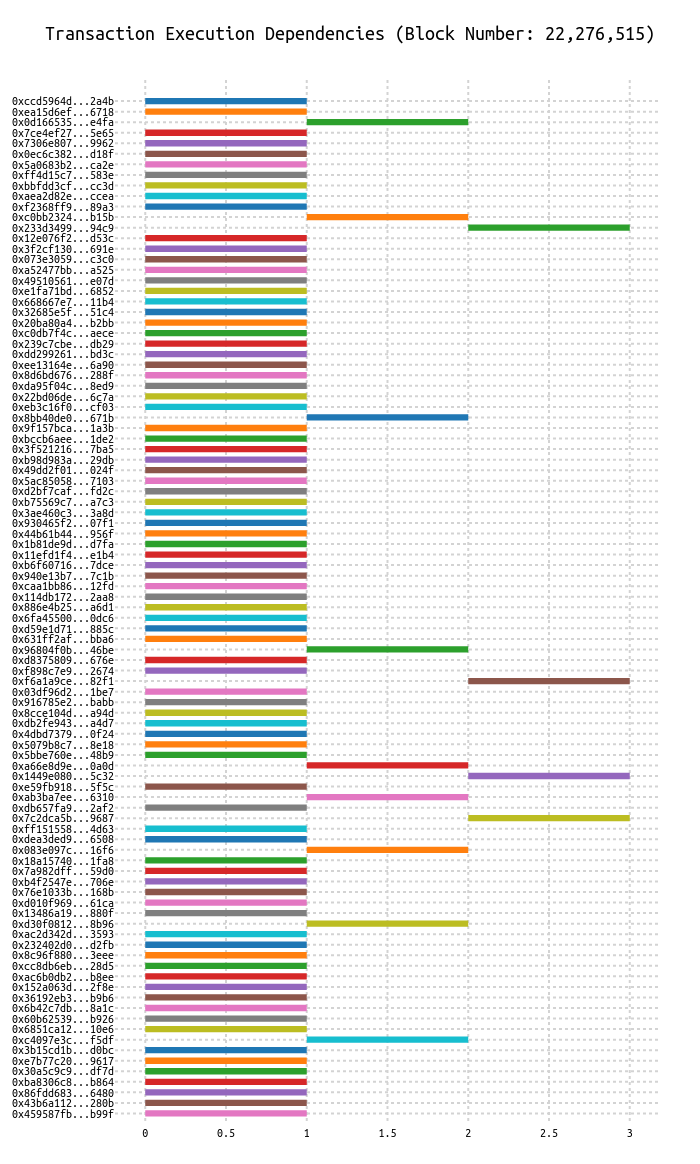 Transaction Execution Dependencies (Block Number: 22,276,515)
0xccd5964d...2a4b
0xea15d6ef...6718
0x0d166535...e4fa
0x7ce4ef27...5e65
0x7306e807...9962
0x0ec6c382...d18f
0x5a0683b2...ca2e
0xff4d15c7...583e
0xbbfdd3cf...cc3d
0xaea2d82e...ccea
0xf2368ff9...89a3
0xc0bb2324...b15b
0x233d3499...94c9
0x12e076f2...d53c
0x3f2cf130...691e
0x073e3059...c3c0
0xa52477bb...a525
0x49510561...e07d
0xe1fa71bd...6852
0x668667e7...11b4
0x32685e5f...51c4
0x20ba80a4...b2bb
0xc0db7f4c...aece
0x239c7cbe...db29
0xdd299261...bd3c
0xee13164e...6a90
0x8d6bd676...288f
0xda95f04c...8ed9
0x22bd06de...6c7a
0xeb3c16f0...cf03
0x8bb40de0...671b
0x9f157bca...1a3b
0xbccb6aee...1de2
0x3f521216...7ba5
0xb98d983a...29db
0x49dd2f01...024f
0x5ac85058...7103
0xd2bf7caf...fd2c
0xb75569c7...a7c3
0x3ae460c3...3a8d
0x930465f2...07f1
0x44b61b44...956f
0x1b81de9d...d7fa
0x11efd1f4...e1b4
0xb6f60716...7dce
0x940e13b7...7c1b
0xcaa1bb86...12fd
0x114db172...2aa8
0x886e4b25...a6d1
0x6fa45500...0dc6
0xd59e1d71...885c
0x631ff2af...bba6
0x96804f0b...46be
0xd8375809...676e
0xf898c7e9...2674
0xf6a1a9ce...82f1
0x03df96d2...1be7
0x916785e2...babb
0x8cce104d...a94d
0xdb2fe943...a4d7
0x4dbd7379...0f24
0x5079b8c7...8e18
0x5bbe760e...48b9
0xa66e8d9e...0a0d
0x1449e080...5c32
0xe59fb918...5f5c
0xab3ba7ee...6310
0xdb657fa9...2af2
0x7c2dca5b...9687
0xff151558...4d63
0xdea3ded9...6508
0x083e097c...16f6
0x18a15740...1fa8
0x7a982dff...59d0
0xb4f2547e...706e
0x76e1033b...168b
0xd010f969...61ca
0x13486a19...880f
0xd30f0812...8b96
0xac2d342d...3593
0x232402d0...d2fb
0x8c96f880...3eee
0xcc8db6eb...28d5
0xac6b0db2...b8ee
0x152a063d...2f8e
0x36192eb3...b9b6
0x6b42c7db...8a1c
0x60b62539...b926
0x6851ca12...10e6
0xc4097e3c...f5df
0x3b15cd1b...d0bc
0xe7b77c20...9617
0x30a5c9c9...df7d
0xba8306c8...b864
0x86fdd683...6480
0x43b6a112...280b
0x459587fb...b99f
0 0.5 1 1.5 2 2.5 3